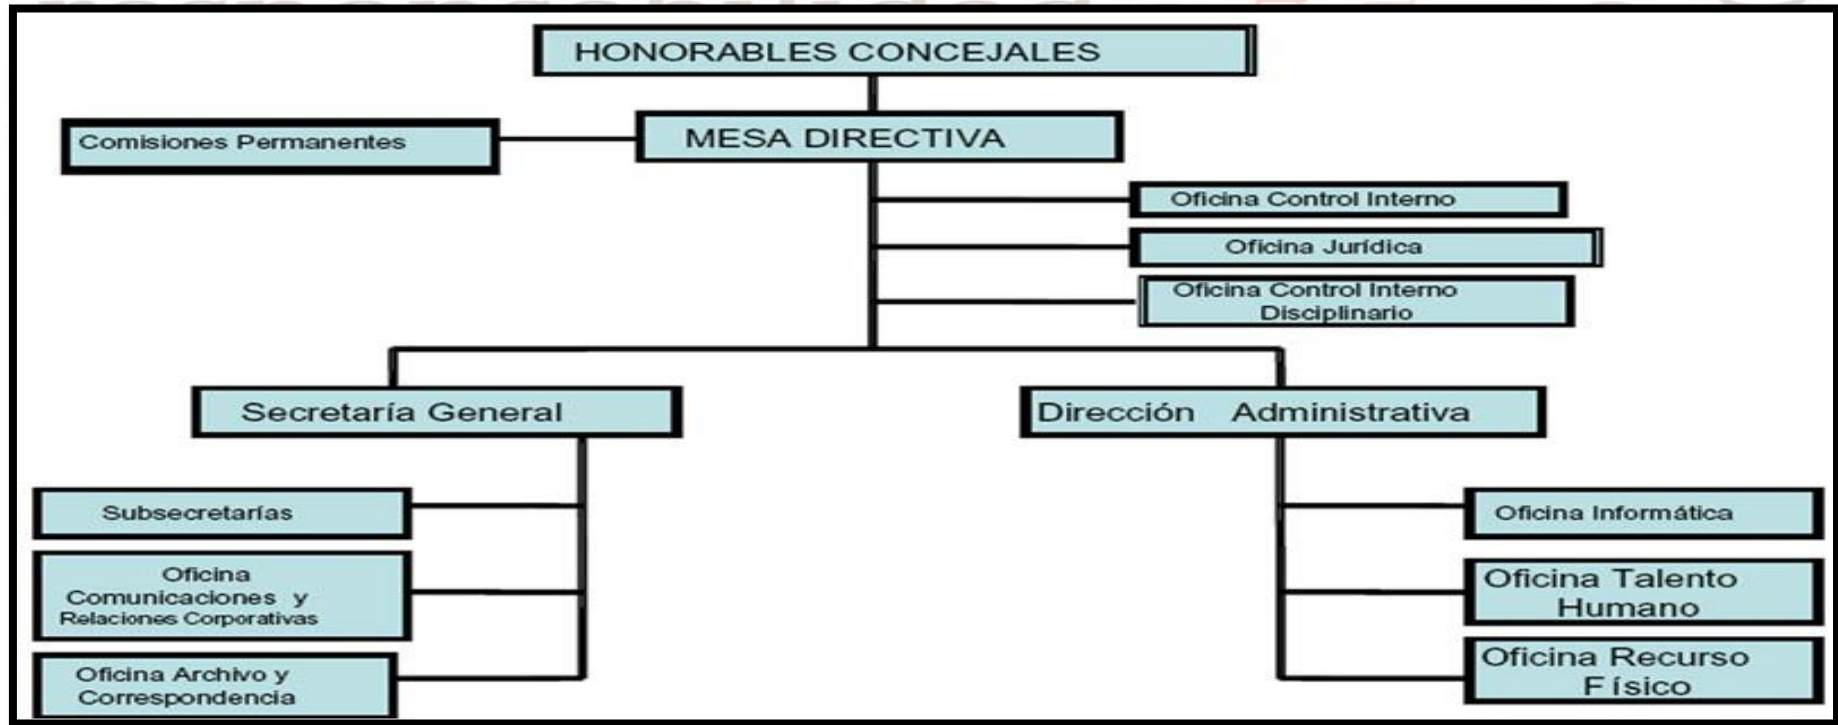 HONORABLES CONCEJALES
Comisiones Permanentes
MESA DIRECTIVA
Oficina Control Interno
Oficina Jurídica
Oficina Control Interno
Disciplinario
Secretaría General
Dirección Administrativa
Subsecretarías
Oficina
Comunicaciones y
Relaciones Corporativas
Oficina Archivo y
Correspondencia
Oficina Informática
Oficina Talento
Humano
Oficina Recurso
Físico